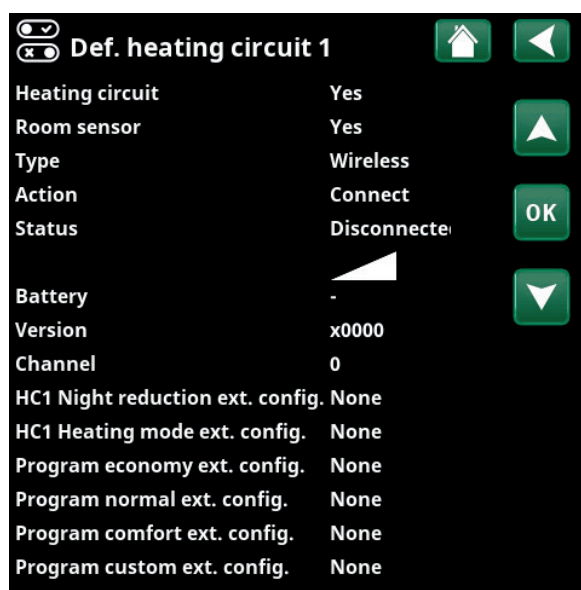 Def. heating circuit 1
Heating circuit Yes
Room sensor Yes
Type Wireless
Action Connect
OK
Status Disconnecte
Battery -
Version x0000
Channel 0
HC1 Night reduction ext. config. None
HC1 Heating mode ext. config. None
Program economy ext. config. None
Program normal ext. config. None
Program comfort ext. config. None
Program custom ext. config. None